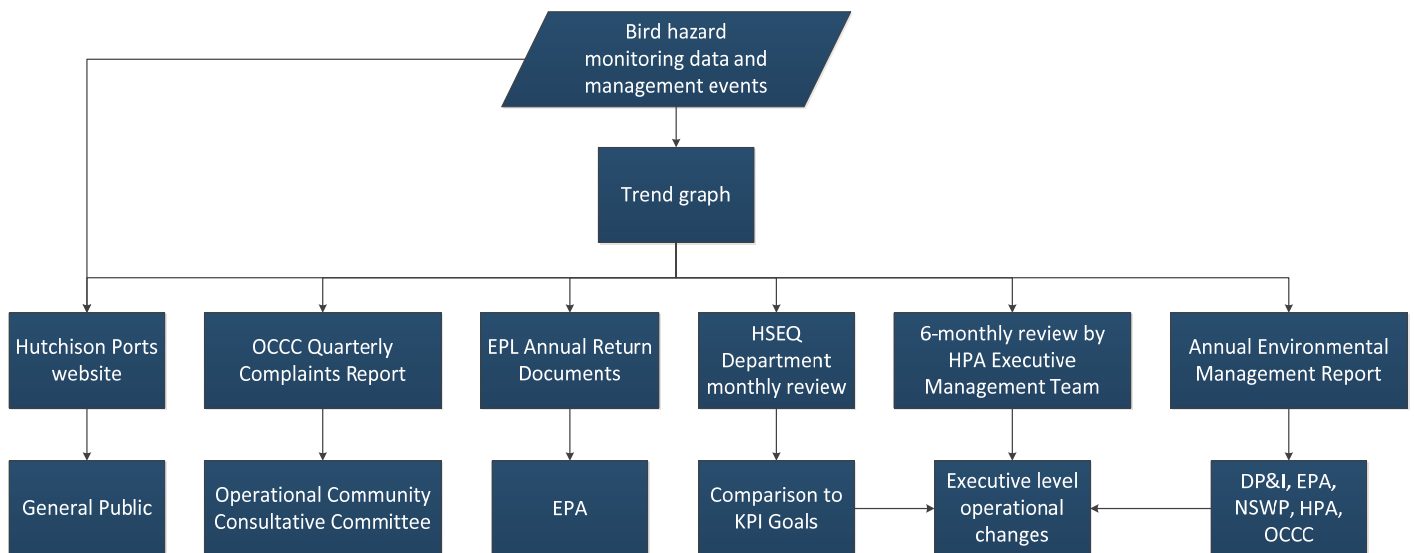 Bird hazard
monitoring data and
management events
Trend graph
Hutchison Ports
website
OCCC Quarterly
Complaints Report
EPL Annual Return
Documents
HSEQ
Department
monthly review
6-monthly review by
HPA Executive
Management Team
Annual Environmental
Management Report
General Public
Operational Community
Consultative Committee
EPA
Comparison to
KPI Goals
Executive level
operational
changes
DP&I, EPA,
NSWP, HPA,
OCCC